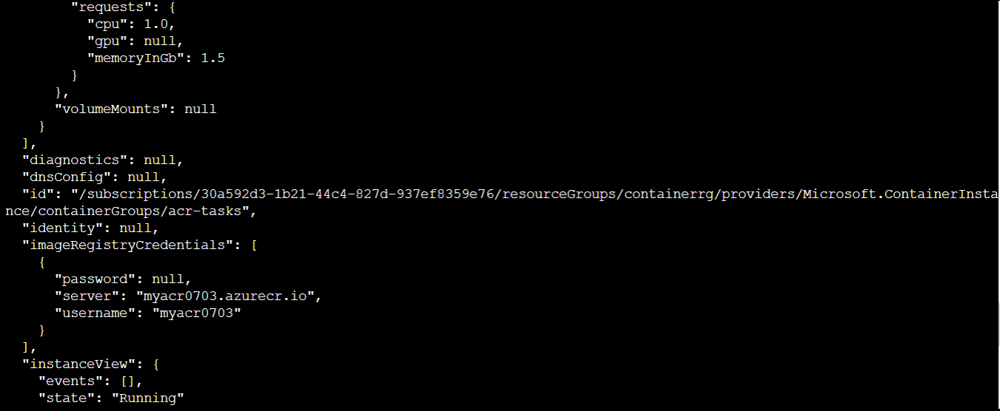 "requests": {
"cpu": 1.0,
"gpu": null,
"memoryInGb": 1.5
}
},
"volumeMounts": null
}
],
"diagnostics": null,
"dnsConfig": null,
"id": "/subscriptions/30a592d3-1b21-44c4-827d-937ef8359e76/resourceGroups/containerrg/providers/Microsoft.ContainerInsta
nce/containerGroups/acr-tasks",
"identity": null,
"imageRegistryCredentials": [
{
"password": null,
"server": "myacr0703.azurecr.io",
"username": "myacr0703"
}
],
"instanceView": {
"events": [],
"state": "Running"